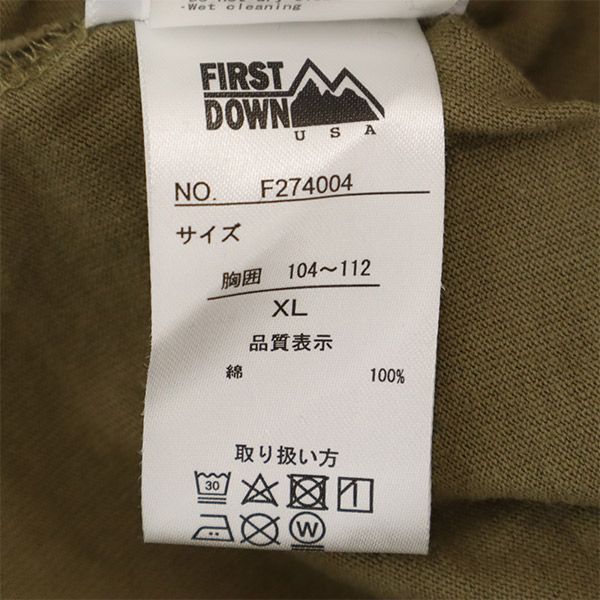 -Wet cleaning
FIRST
DOWN
USA
NO. F274004
サイズ
胸囲 104～112
XL
品質表示
綿 100%
取り扱い方
30
W